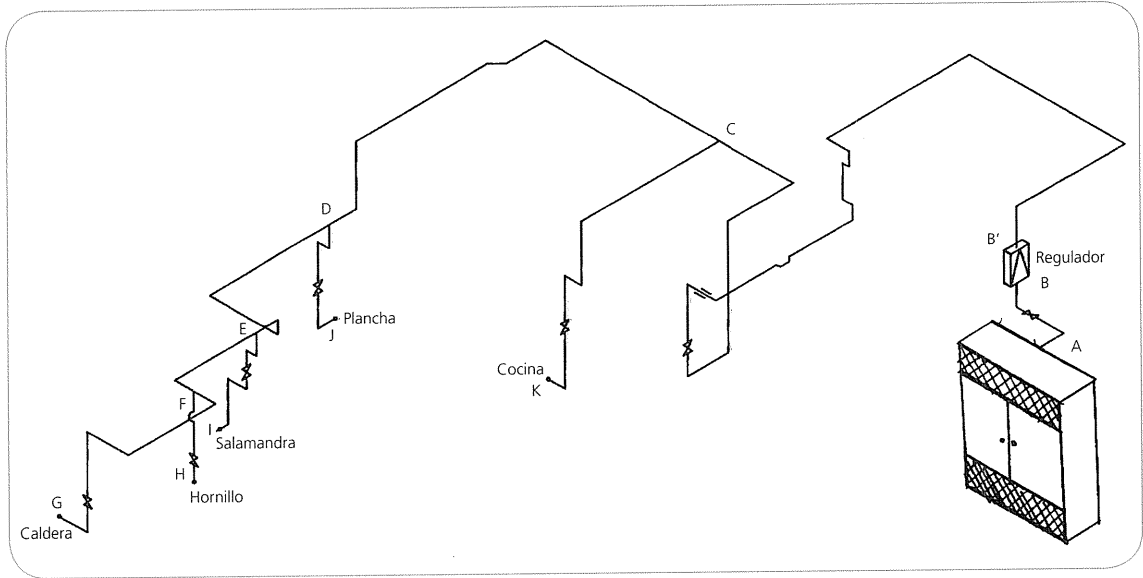 C
B'
Regulador
B
A
D
Plancha
J
E
Cocina
K
F
I
Salamandra
H
Hornillo
G
Caldera